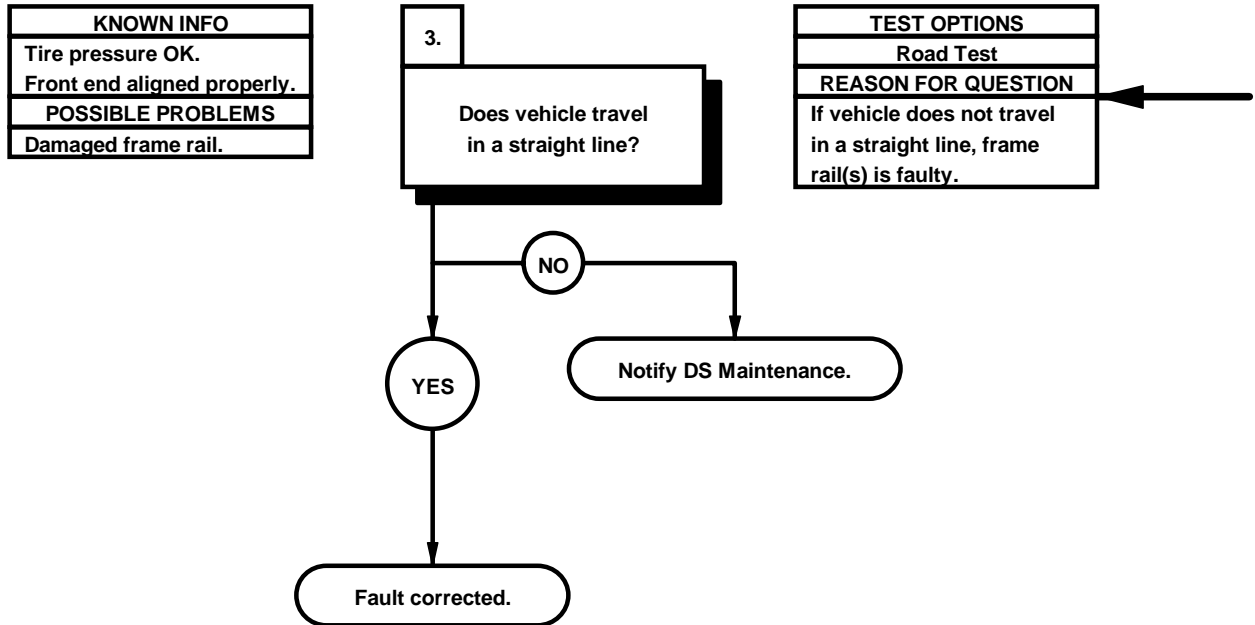 KNOWN INFO
Tire pressure OK.
Front end aligned properly.
POSSIBLE PROBLEMS
Damaged frame rail.
3.
Does vehicle travel
in a straight line?
TEST OPTIONS
Road Test
REASON FOR QUESTION
If vehicle does not travel
in a straight line, frame
rail(s) is faulty.
NO
YES
Notify DS Maintenance.
Fault corrected.